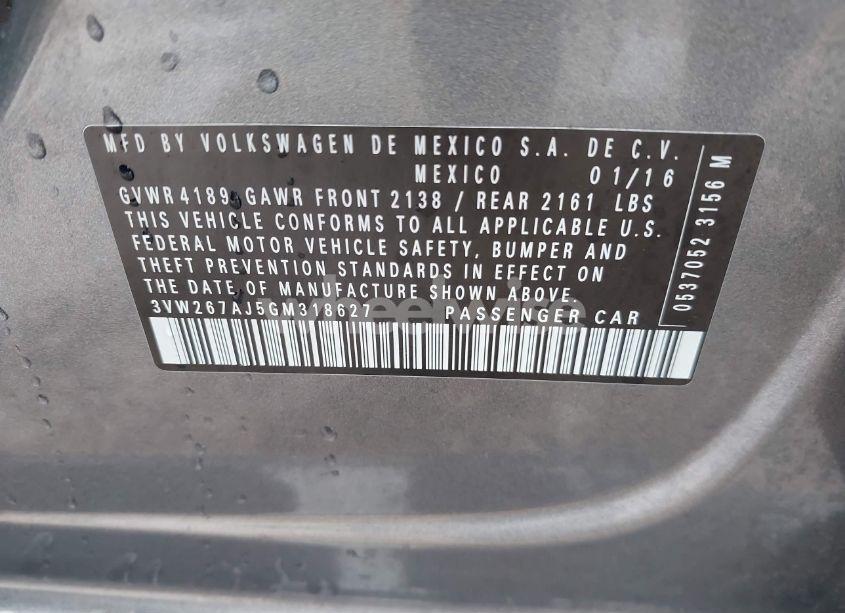 MFD BY VOLKSWAGEN DE MEXICO S.A. DE C.V.
MEXICO 01/16
GVWR 4189 GAWR FRONT 2138 / REAR 2161 LBS
THIS VEHICLE CONFORMS TO ALL APPLICABLE U.S.
FEDERAL MOTOR VEHICLE SAFETY, BUMPER AND
THEFT PREVENTION STANDARDS IN EFFECT ON
THE DATE OF MANUFACTURE SHOWN ABOVE.
3VW267AJ5GM318627 PASSENGER CAR
0537052 3156 M